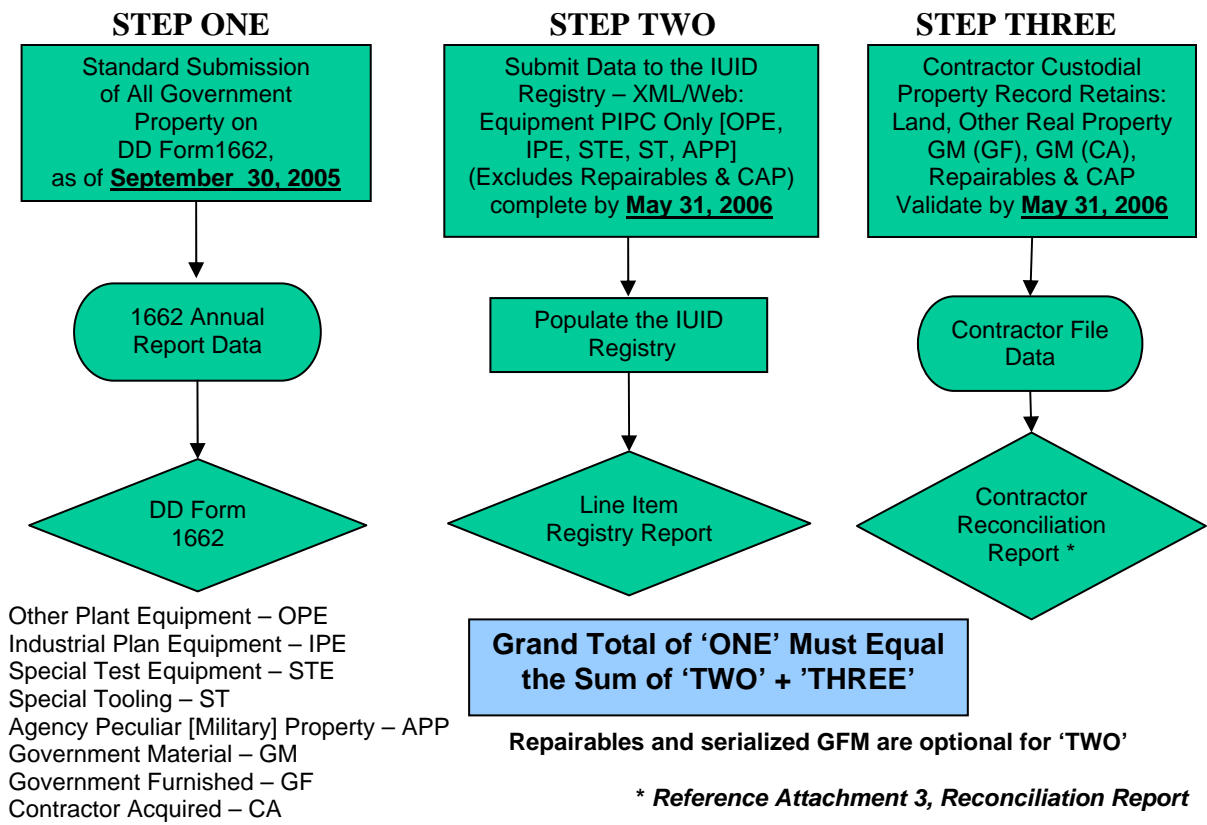 STEP ONE
Standard Submission
of All Government
Property on
DD Form1662,
as of September 30, 2005
1662 Annual
Report Data
DD Form
1662
STEP TWO
Submit Data to the IUID
Registry – XML/Web:
Equipment PIPC Only [OPE,
IPE, STE, ST, APP]
(Excludes Repairables & CAP)
complete by May 31, 2006
Populate the IUID
Registry
Line Item
Registry Report
STEP THREE
Contractor Custodial
Property Record Retains:
Land, Other Real Property
GM (GF), GM (CA),
Repairables & CAP
Validate by May 31, 2006
Contractor File
Data
Contractor
Reconciliation
Report *
Other Plant Equipment – OPE
Industrial Plan Equipment – IPE
Special Test Equipment – STE
Special Tooling – ST
Agency Peculiar [Military] Property – APP
Government Material – GM
Government Furnished – GF
Contractor Acquired – CA
Grand Total of ‘ONE’ Must Equal
the Sum of ‘TWO’ + ’THREE’
Repairables and serialized GFM are optional for ‘TWO’
* Reference Attachment 3, Reconciliation Report